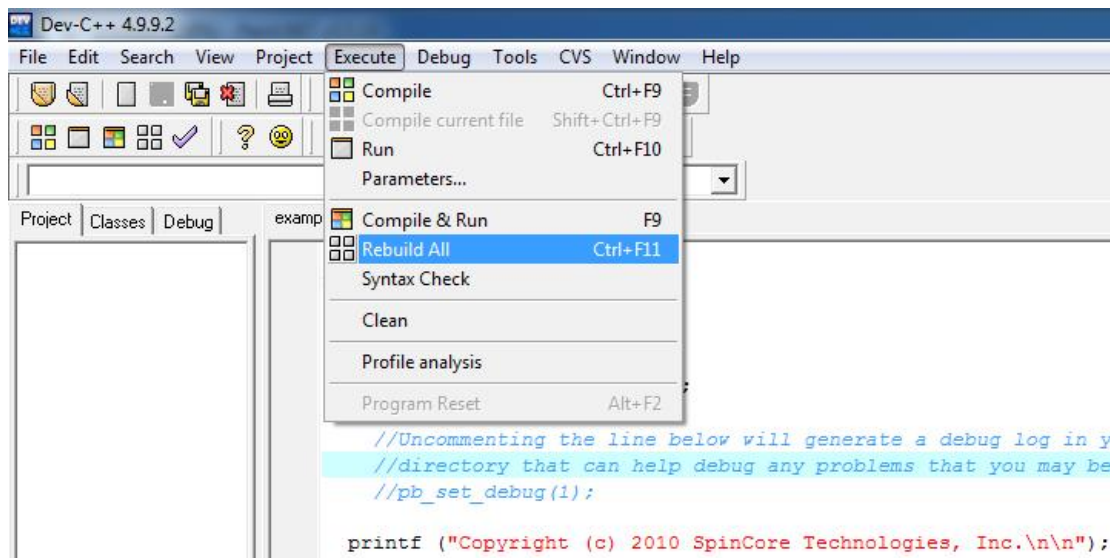 Dev-C++ 4.9.9.2
File Edit Search View Project Execute Debug Tools CVS Window Help
Compile Ctrl+F9
Compile current file Shift+Ctrl+F9
Run Ctrl+F10
Parameters...
Project Classes Debug examp Compile & Run F9
Rebuild All Ctrl+F11
Syntax Check
Clean
Profile analysis
;
Program Reset Alt+F2
//Uncommenting the line below will generate a debug log in y
//directory that can help debug any problems that you may be
//pb_set_debug(1);
printf ("Copyright (c) 2010 SpinCore Technologies, Inc.\n\n");